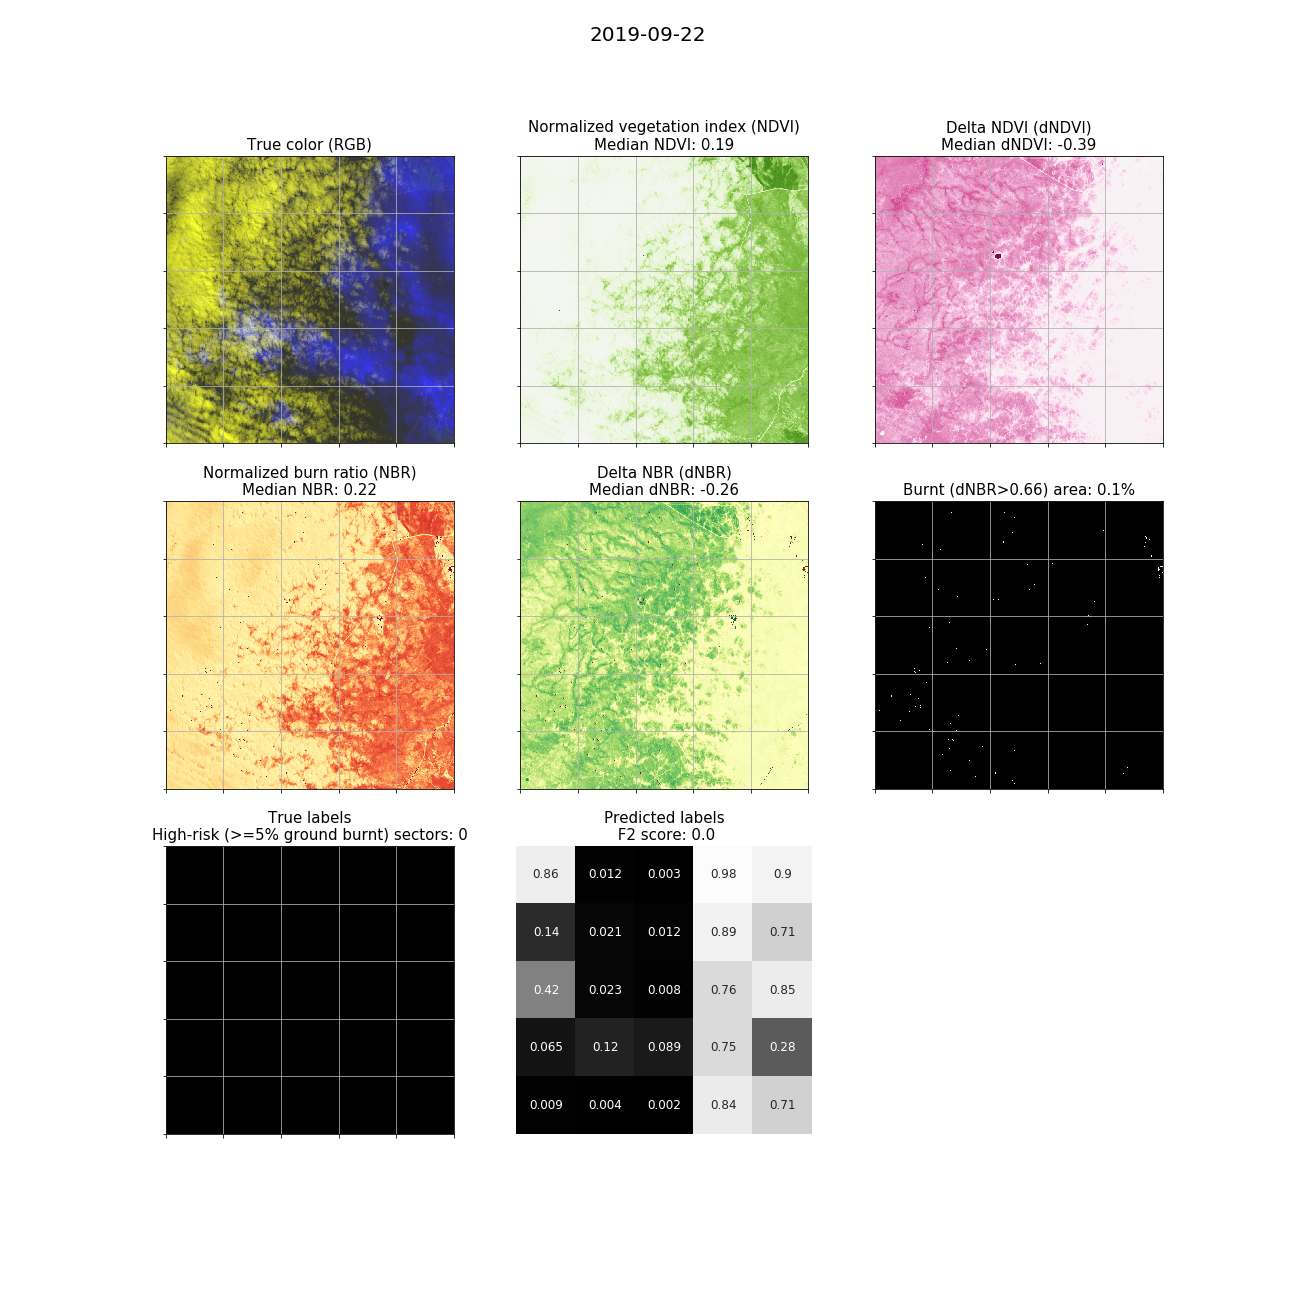 2019-09-22
True color (RGB)
Normalized vegetation index (NDVI)
Median NDVI: 0.19
Delta NDVI (dNDVI)
Median dNDVI: -0.39
Normalized burn ratio (NBR)
Median NBR: 0.22
Delta NBR (dNBR)
Median dNBR: -0.26
Burnt (dNBR>0.66) area: 0.1%
True labels
High-risk (>=5% ground burnt) sectors: 0
Predicted labels
F2 score: 0.0
0.86 0.012 0.003 0.98 0.9
0.14 0.021 0.012 0.89 0.71
0.42 0.023 0.008 0.76 0.85
0.065 0.12 0.089 0.75 0.28
0.009 0.004 0.002 0.84 0.71